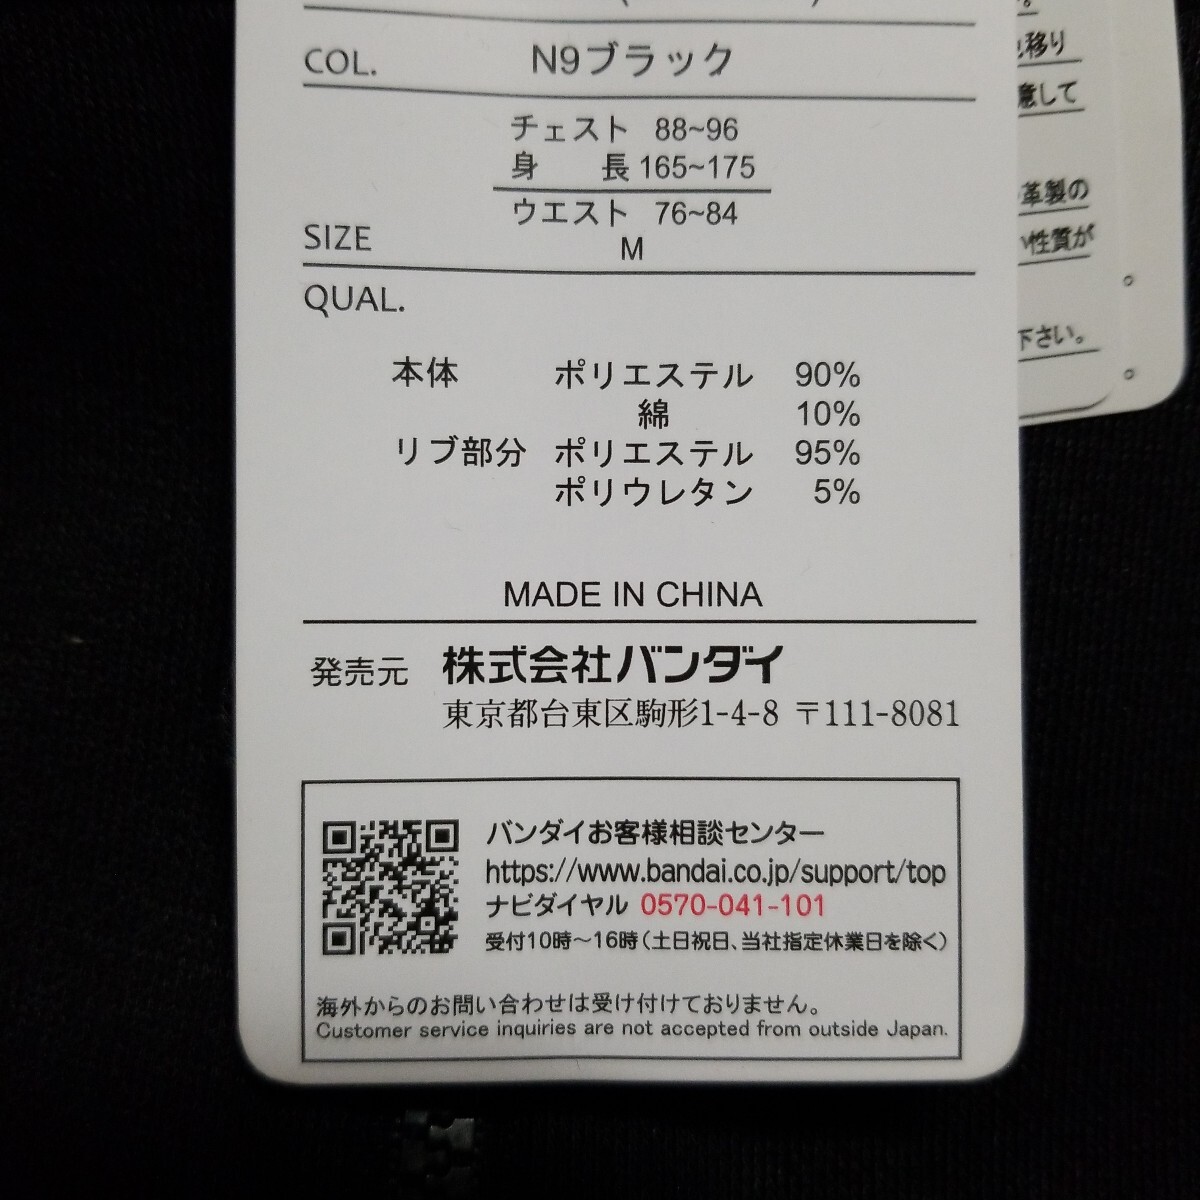 COL. N9ブラック
チェスト 88~96
身 長 165~175
ウエスト 76~84
SIZE M
QUAL.
本体 ポリエステル 90%
綿 10%
リブ部分 ポリエステル 95%
ポリウレタン 5%
MADE IN CHINA
発売元 株式会社バンダイ
東京都台東区駒形1-4-8 〒111-8081
バンダイお客様相談センター
https://www.bandai.co.jp/support/top
ナビダイヤル 0570-041-101
受付10時～16時(土日祝日、当社指定休業日を除く)
海外からのお問い合わせは受け付けておりません。
Customer service inquiries are not accepted from outside Japan.
移り
意して
革製の
い性質が
下さい。